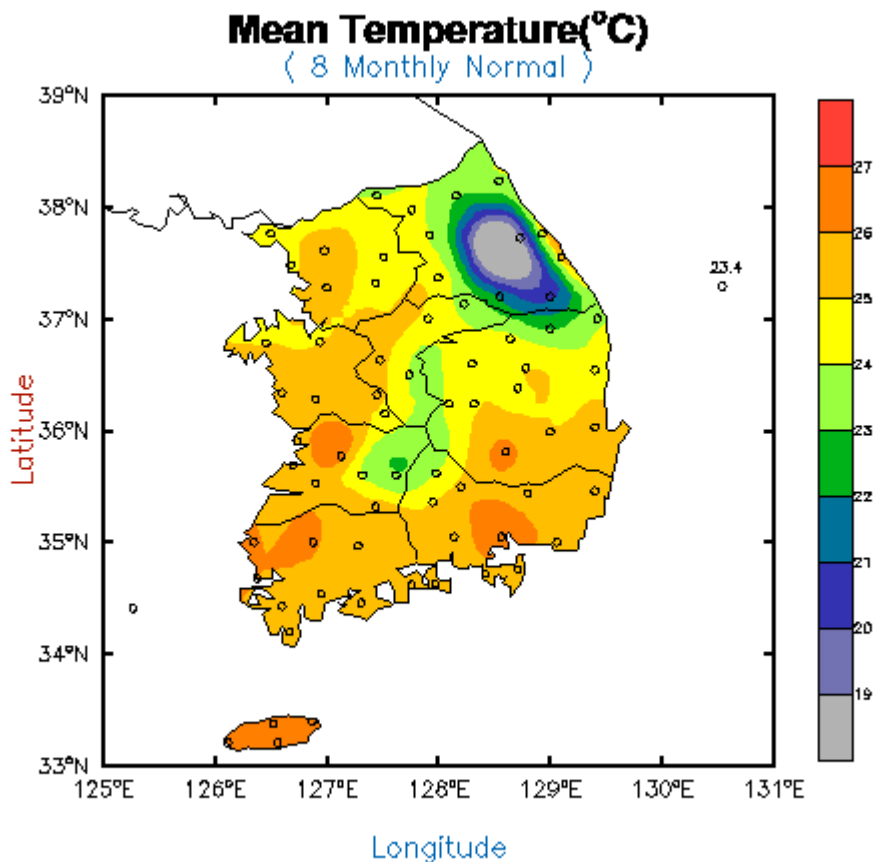 Mean Temperature(°C)
( 8 Monthly Normal )
39°N
38°N
37°N
36°N
35°N
34°N
33°N
125°E
126°E
127°E
128°E
129°E
130°E
131°E
Latitude
Longitude
23.4
27
26
25
24
23
22
21
20
19